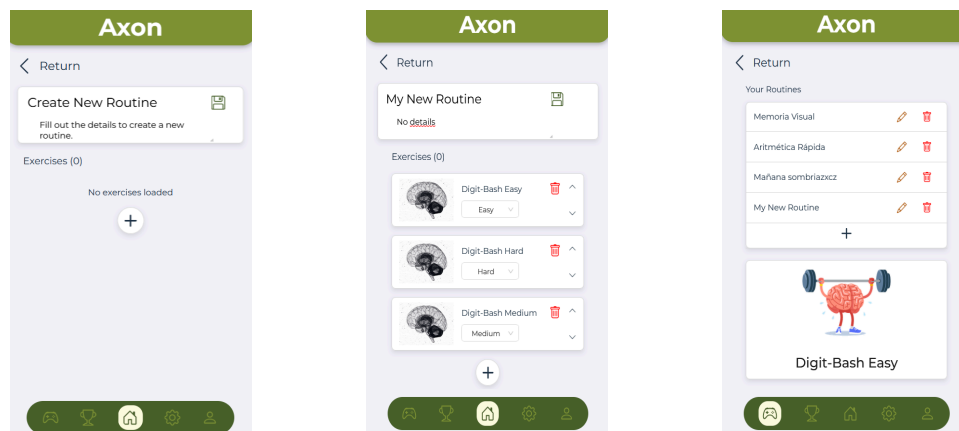 Axon
Return
Create New Routine
Fill out the details to create a new
routine.
Exercises (0)
No exercises loaded
Axon
Return
My New Routine
No details
Exercises (0)
Digit-Bash Easy
Easy
Digit-Bash Hard
Hard
Digit-Bash Medium
Medium
Axon
Return
Your Routines
Memoria Visual
Aritmética Rápida
Mañana sombriazxcz
My New Routine
Digit-Bash Easy